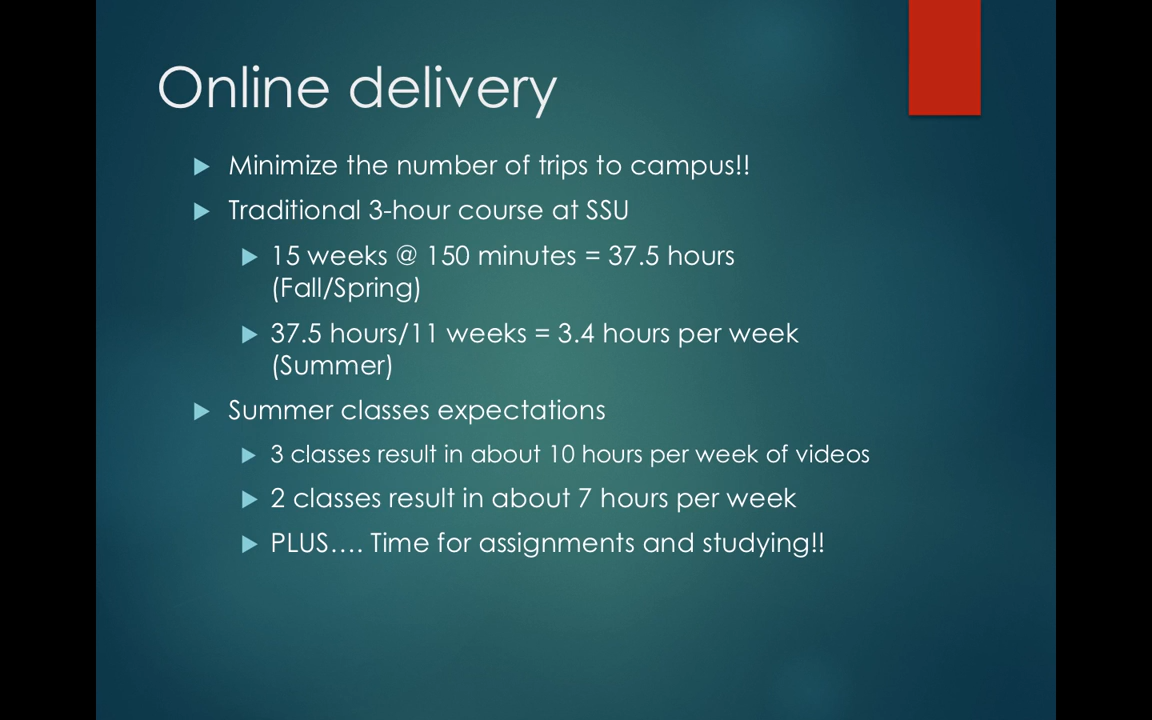 Online delivery
Minimize the number of trips to campus!!
Traditional 3-hour course at SSU
15 weeks @ 150 minutes = 37.5 hours
(Fall/Spring)
37.5 hours/11 weeks = 3.4 hours per week
(Summer)
Summer classes expectations
3 classes result in about 10 hours per week of videos
2 classes result in about 7 hours per week
PLUS…. Time for assignments and studying!!